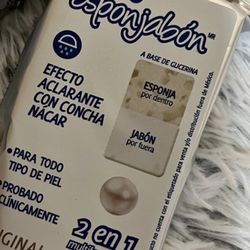 esponjabón
MR
A BASE DE GLICERINA
EFECTO
ACLARANTE
CON CONCHA
NÁCAR
ESPONJA
por dentro
JABÓN
por fuera
• PARA TODO
TIPO DE PIEL
• PROBADO
CLÍNICAMENTE
2 en 1